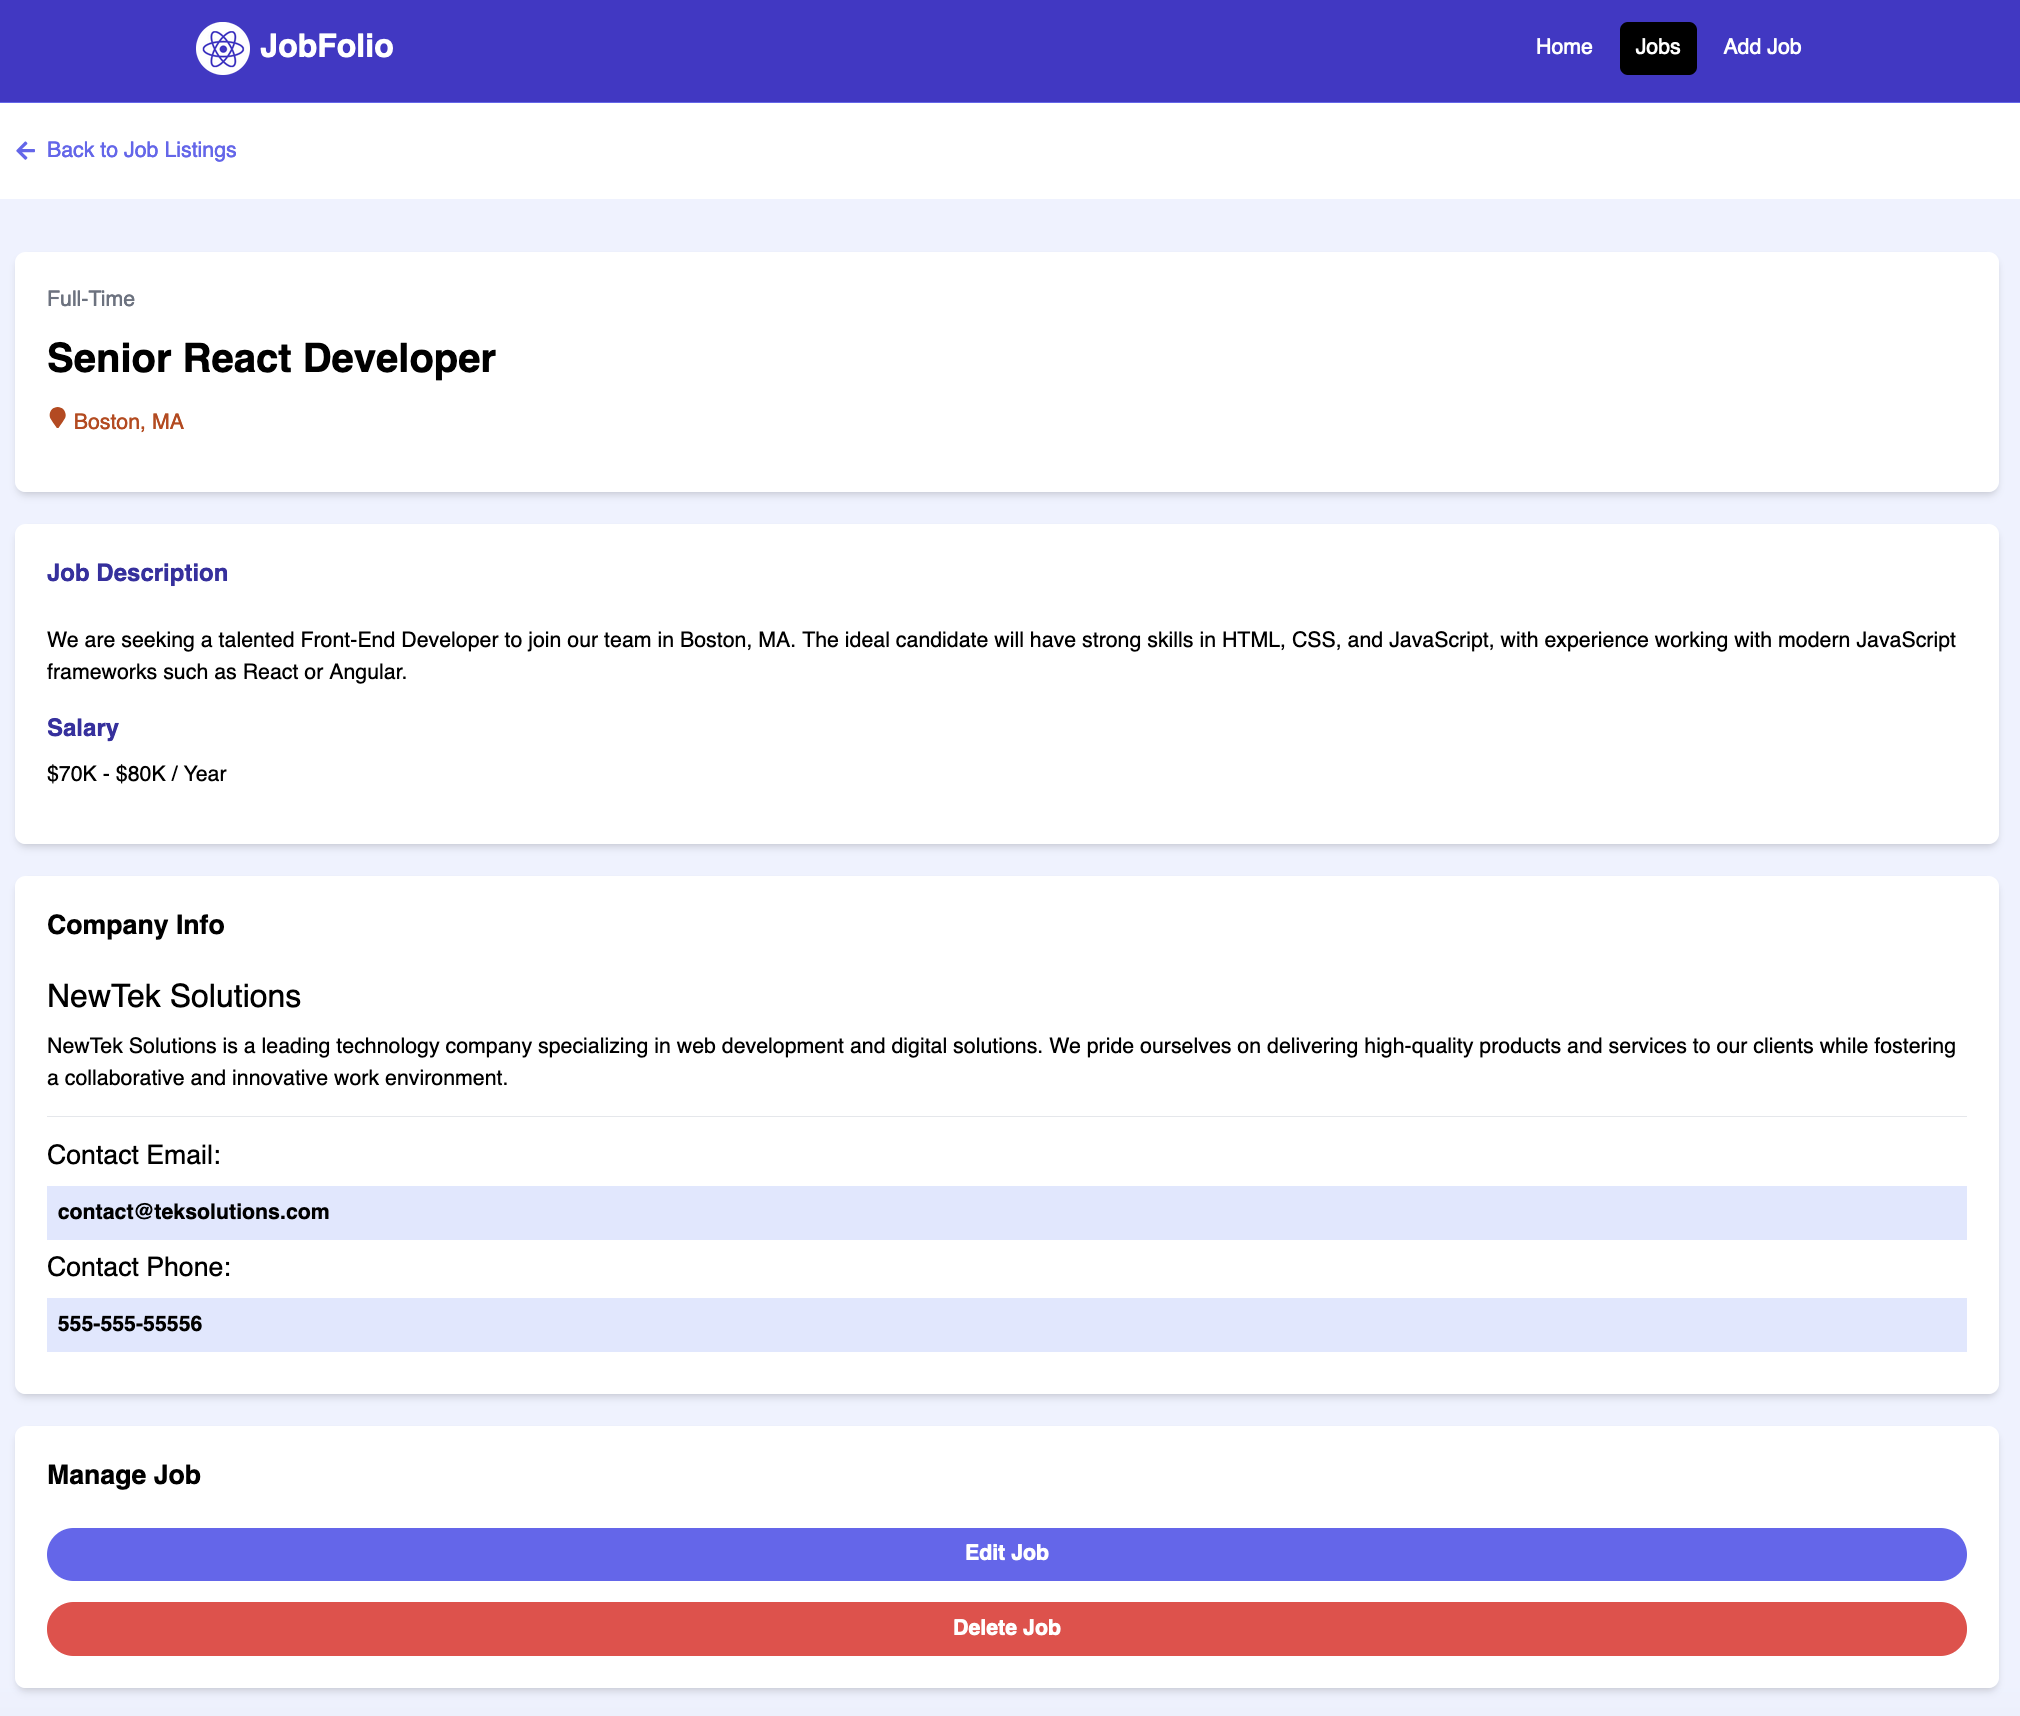 JobFolio
Home Jobs Add Job
Back to Job Listings
Full-Time
Senior React Developer
Boston, MA
Job Description
We are seeking a talented Front-End Developer to join our team in Boston, MA. The ideal candidate will have strong skills in HTML, CSS, and JavaScript, with experience working with modern JavaScript
frameworks such as React or Angular.
Salary
$70K - $80K / Year
Company Info
NewTek Solutions
NewTek Solutions is a leading technology company specializing in web development and digital solutions. We pride ourselves on delivering high-quality products and services to our clients while fostering
a collaborative and innovative work environment.
Contact Email:
contact@teksolutions.com
Contact Phone:
555-555-55556
Manage Job
Edit Job
Delete Job